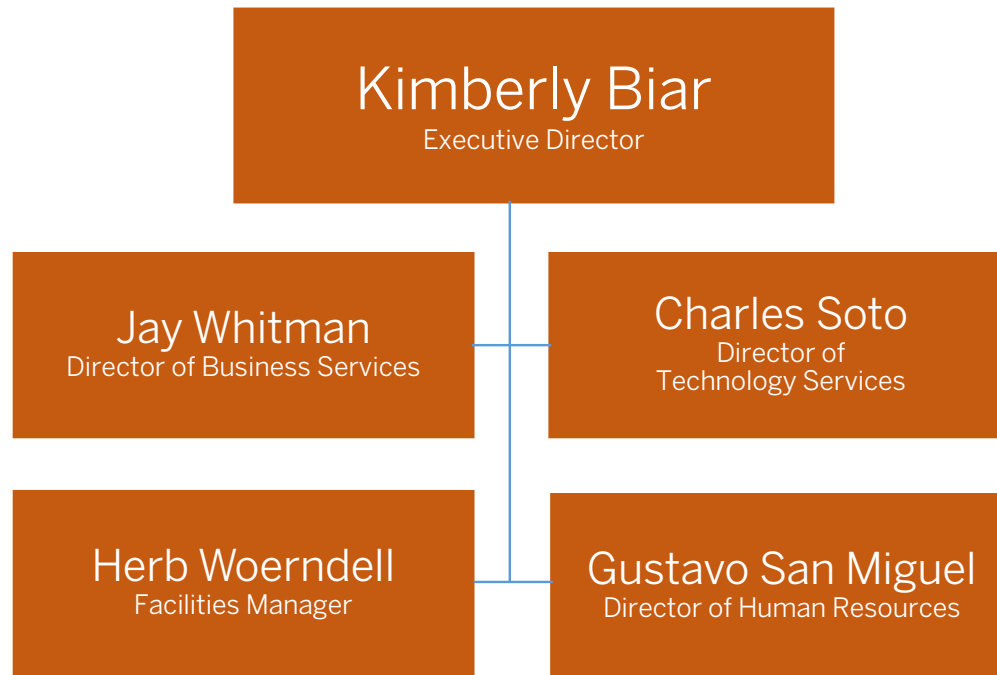 Kimberly Biar
Executive Director
Jay Whitman
Director of Business Services
Charles Soto
Director of
Technology Services
Herb Woerndell
Facilities Manager
Gustavo San Miguel
Director of Human Resources